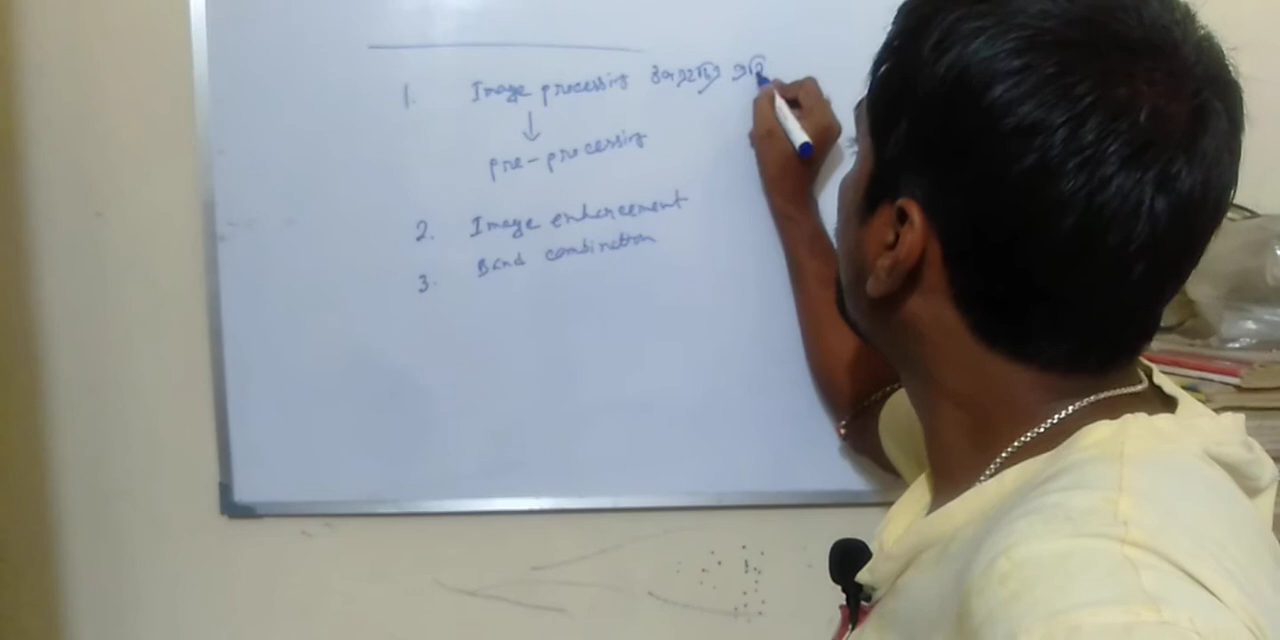 1. Image processing
↓
pre-processing
2. Image enhancement
3. Band combination